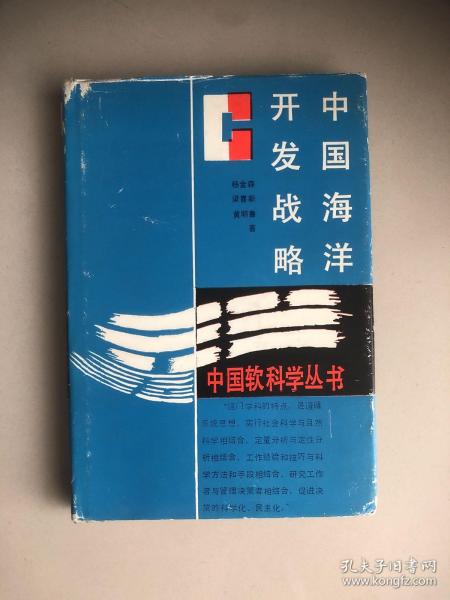 中国海洋
开发战略
杨金森
梁喜新
黄明鲁
著
中国软科学丛书
“这门学科的特点，是遵循
系统思想，实行社会科学与自然
科学相结合、定量分析与定性分
析相结合、工作经验和技巧与科
学方法和手段相结合、研究工作
者与管理决策者相结合，促进决
策的科学化、民主化。”
孔夫子旧书网
www.kongfz.com